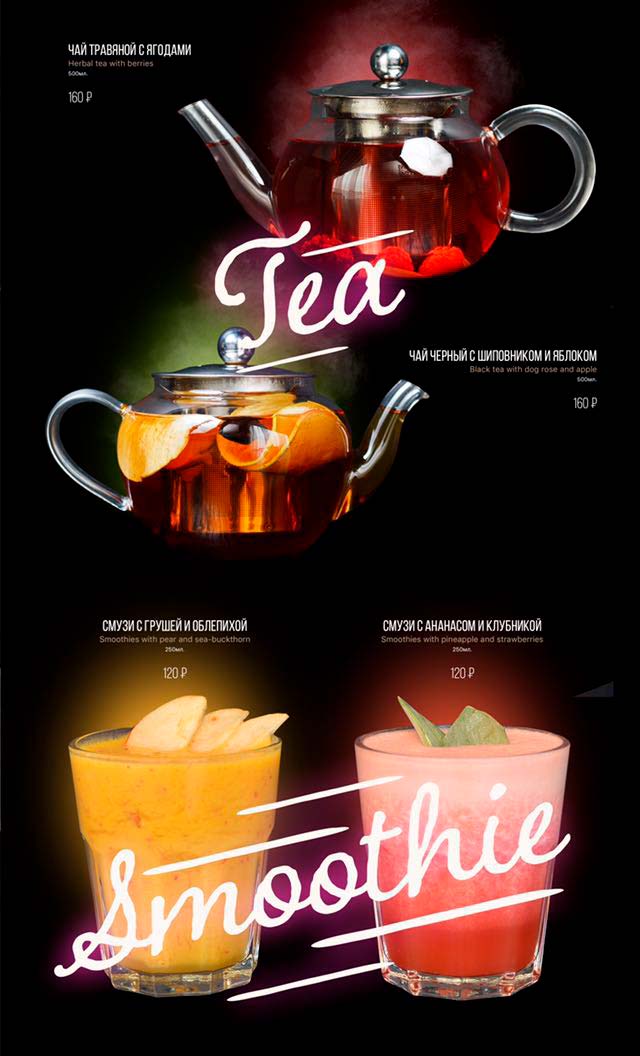 ЧАЙ ТРАВЯНОЙ С ЯГОДАМИ
Herbal tea with berries
500мл.
160 ₽
Tea
ЧАЙ ЧЕРНЫЙ С ШИПОВНИКОМ И ЯБЛОКОМ
Black tea with dog rose and apple
500мл.
160 ₽
СМУЗИ С ГРУШЕЙ И ОБЛЕПИХОЙ
Smoothies with pear and sea-buckthorn
250мл.
120 ₽
СМУЗИ С АНАНАСОМ И КЛУБНИКОЙ
Smoothies with pineapple and strawberries
250мл.
120 ₽
Smoothie